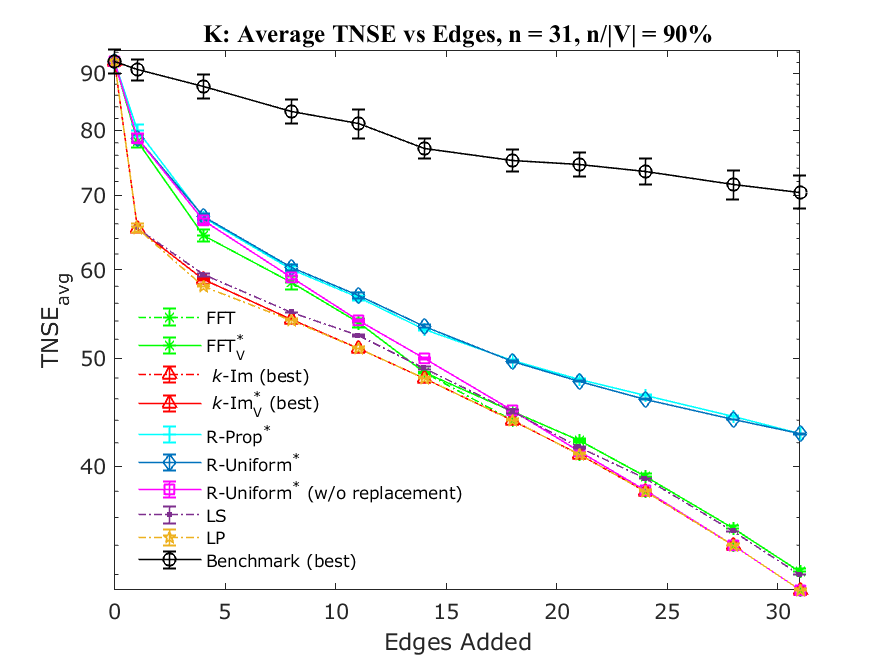 K: Average TNSE vs Edges, n = 31, n/|V| = 90%
90
80
70
60
50
40
TNSE_avg
FFT
FFT*_V
k-Im (best)
k-Im*_V (best)
R-Prop*
R-Uniform*
R-Uniform* (w/o replacement)
LS
LP
Benchmark (best)
0 5 10 15 20 25 30
Edges Added